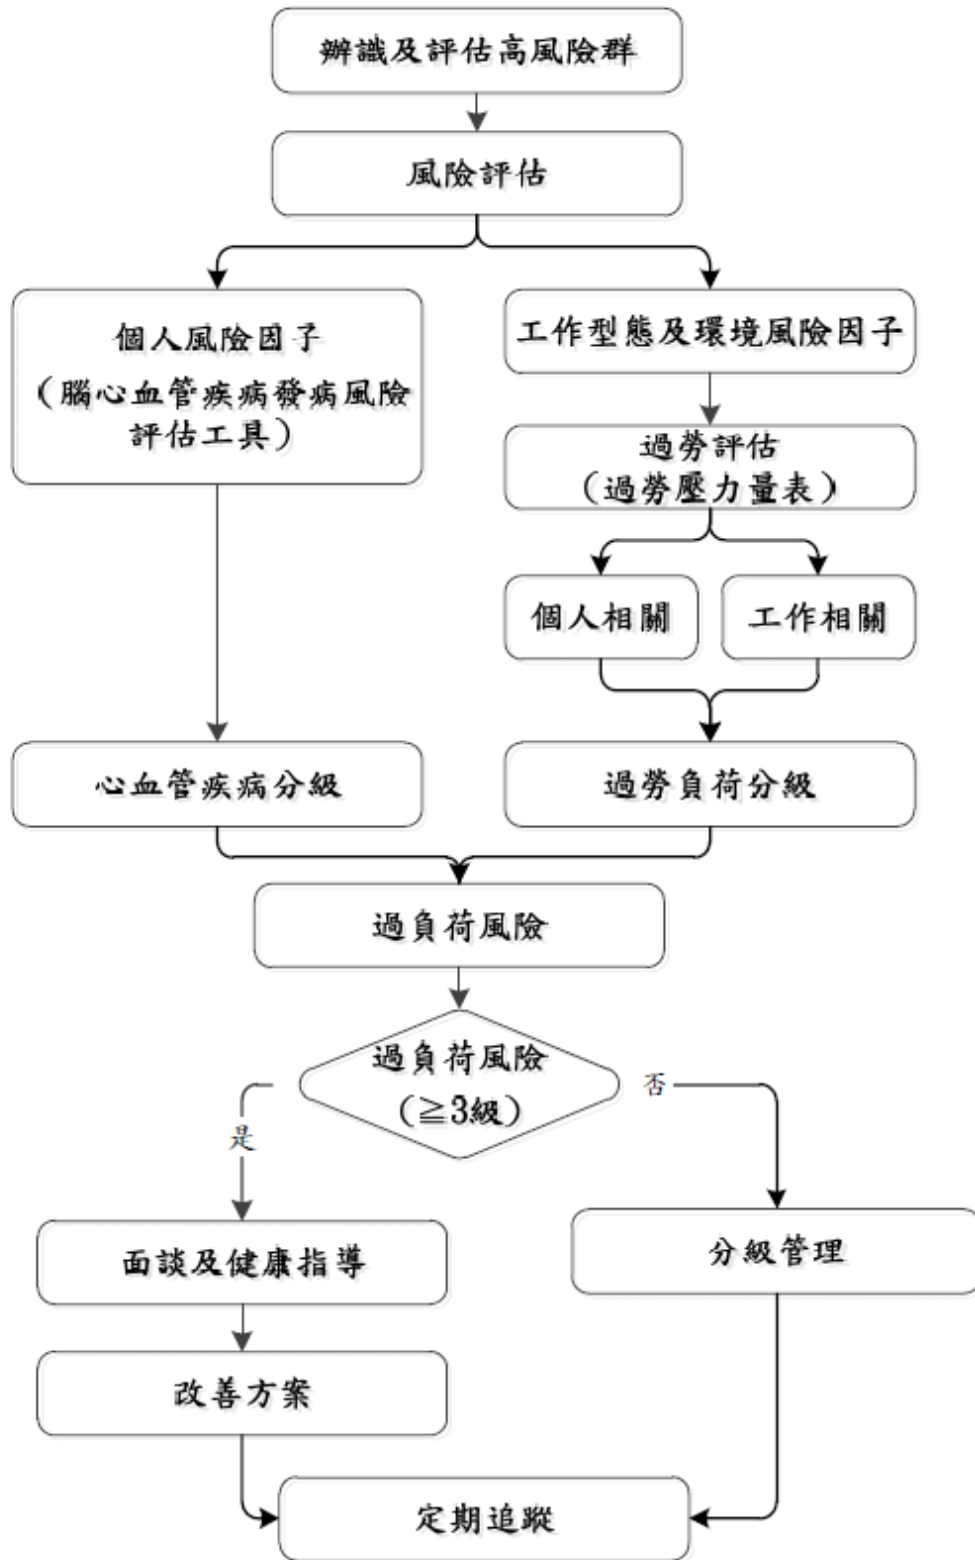 辨識及評估高風險群
風險評估
個人風險因子
（腦心血管疾病發病風險
評估工具）
工作型態及環境風險因子
過勞評估
（過勞壓力量表）
個人相關
工作相關
心血管疾病分級
過勞負荷分級
過負荷風險
過負荷風險
（≧3級）
是
否
面談及健康指導
分級管理
改善方案
定期追蹤